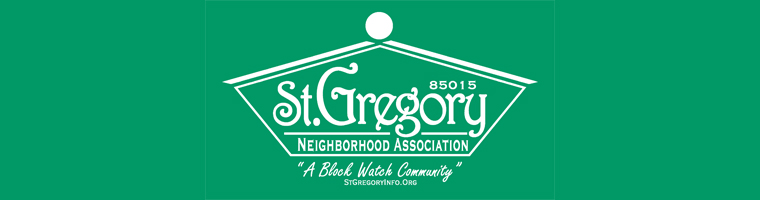 85015
St.Gregory
NEIGHBORHOOD ASSOCIATION
"A Block Watch Community"
STGREGORYINFO.ORG